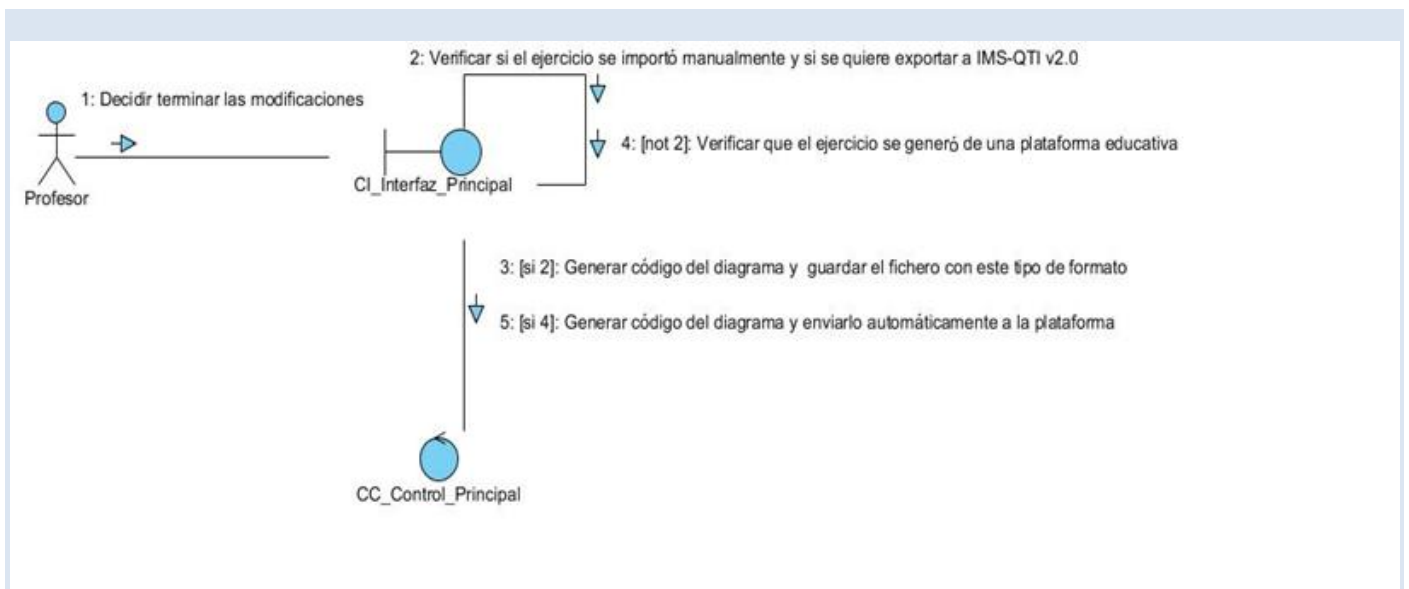 2: Verificar si el ejercicio se importó manualmente y si se quiere exportar a IMS-QTI v2.0
1: Decidir terminar las modificaciones
4: [not 2]: Verificar que el ejercicio se generó de una plataforma educativa
CI_Interfaz_Principal
Profesor
3: [si 2]: Generar código del diagrama y guardar el fichero con este tipo de formato
5: [si 4]: Generar código del diagrama y enviarlo automáticamente a la plataforma
CC_Control_Principal